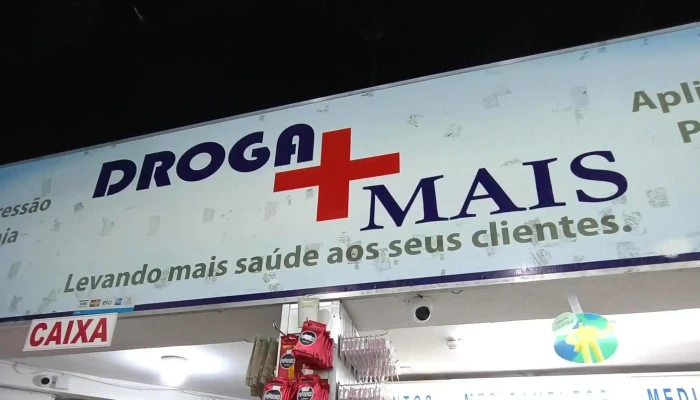 DROGA
MAIS
Levando mais saúde aos seus clientes.
CAIXA